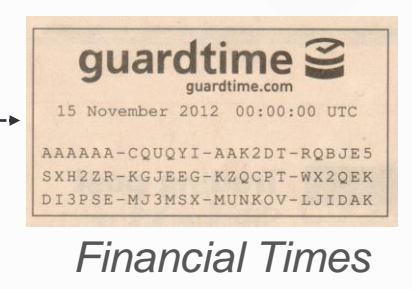 guardtime
guardtime.com
15 November 2012 00:00:00 UTC
AAAAAA-CQUQYI-AAK2DT-RQBJE5
SXH2ZR-KGJEEG-KZQCPT-WX2QEK
DI3PSE-MJ3MSX-MUNKOV-LJIDAK
Financial Times